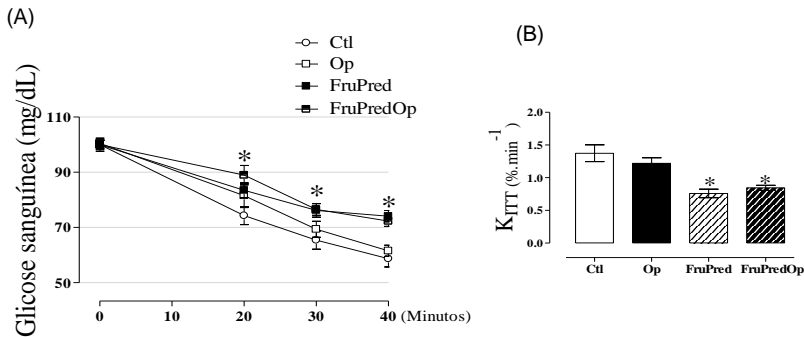 (A)
Ctl
Op
FruPred
FruPredOp
Glicose sanguínea (mg/dL)
110
90
70
50
* * *
0 10 20 30 40 (Minutos)
(B)
K_ITT (%.min^-1)
2.0
1.5
1.0
0.5
0.0
* *
Ctl Op FruPred FruPredOp